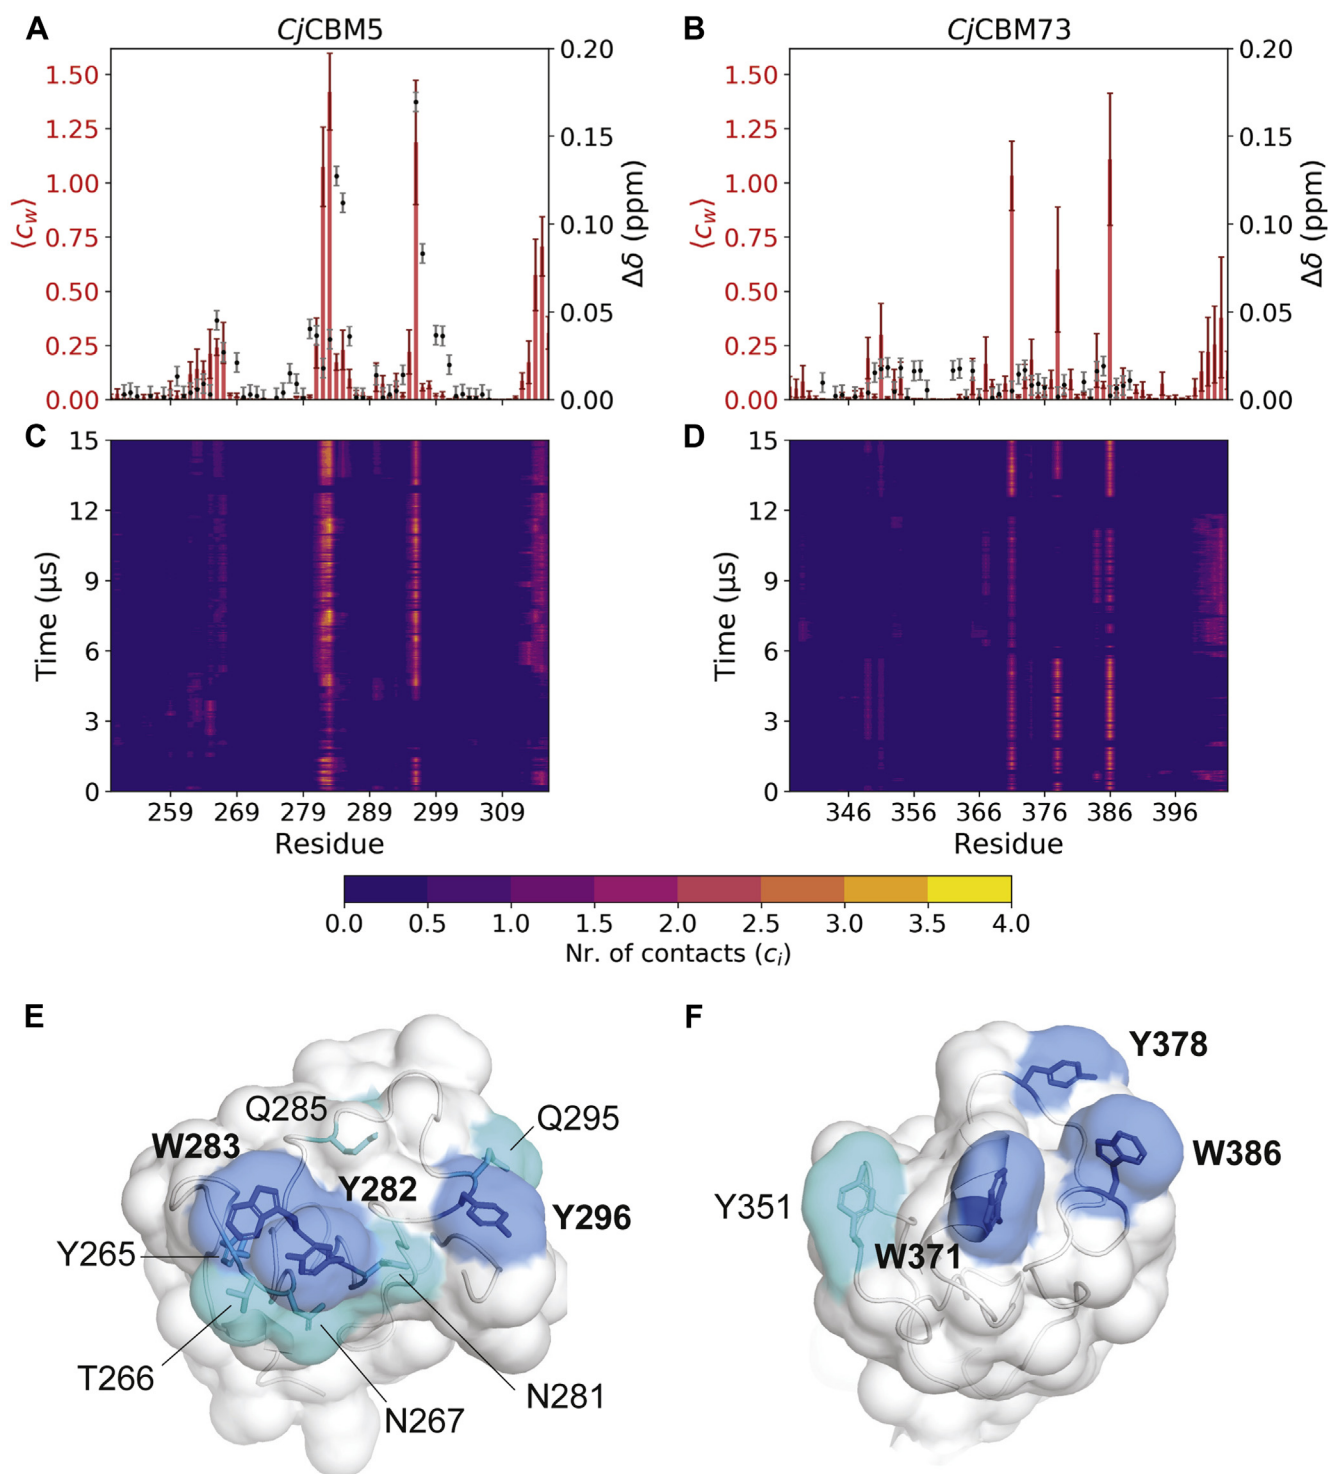 A
CjCBM5
B
CjCBM73
1.50
1.25
1.00
0.75
0.50
0.25
0.00
⟨c_w⟩
0.20
0.15
0.10
0.05
0.00
Δδ (ppm)
1.50
1.25
1.00
0.75
0.50
0.25
0.00
⟨c_w⟩
0.20
0.15
0.10
0.05
0.00
Δδ (ppm)
C
15
12
9
6
3
0
Time (μs)
259 269 279 289 299 309
Residue
D
15
12
9
6
3
0
Time (μs)
346 356 366 376 386 396
Residue
0.0 0.5 1.0 1.5 2.0 2.5 3.0 3.5 4.0
Nr. of contacts (c_i)
E
Q285
Q295
W283
Y282
Y296
Y265
T266
N267
N281
F
Y378
W386
Y351
W371